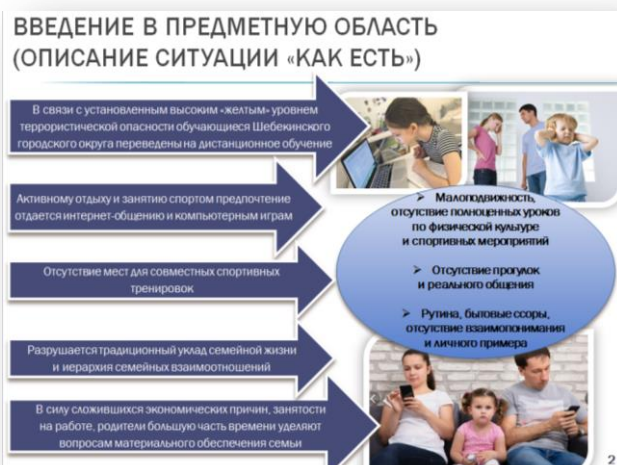 ВВЕДЕНИЕ В ПРЕДМЕТНУЮ ОБЛАСТЬ
(ОПИСАНИЕ СИТУАЦИИ «КАК ЕСТЬ»)
В связи с установленным высоким «желтым» уровнем
террористической опасности обучающиеся Шебекинского
городского округа переведены на дистанционное обучение
Активному отдыху и занятию спортом предпочтение
отдается интернет-общению и компьютерным играм
Отсутствие мест для совместных спортивных
тренировок
Разрушается традиционный уклад семейной жизни
и иерархия семейных взаимоотношений
В силу сложившихся экономических причин, занятости
на работе, родители большую часть времени уделяют
вопросам материального обеспечения семьи
➢ Малоподвижность,
отсутствие полноценных уроков
по физической культуре
и спортивных мероприятий
➢ Отсутствие прогулок
и реального общения
➢ Рутина, бытовые ссоры,
отсутствие взаимопонимания
и личного примера
2